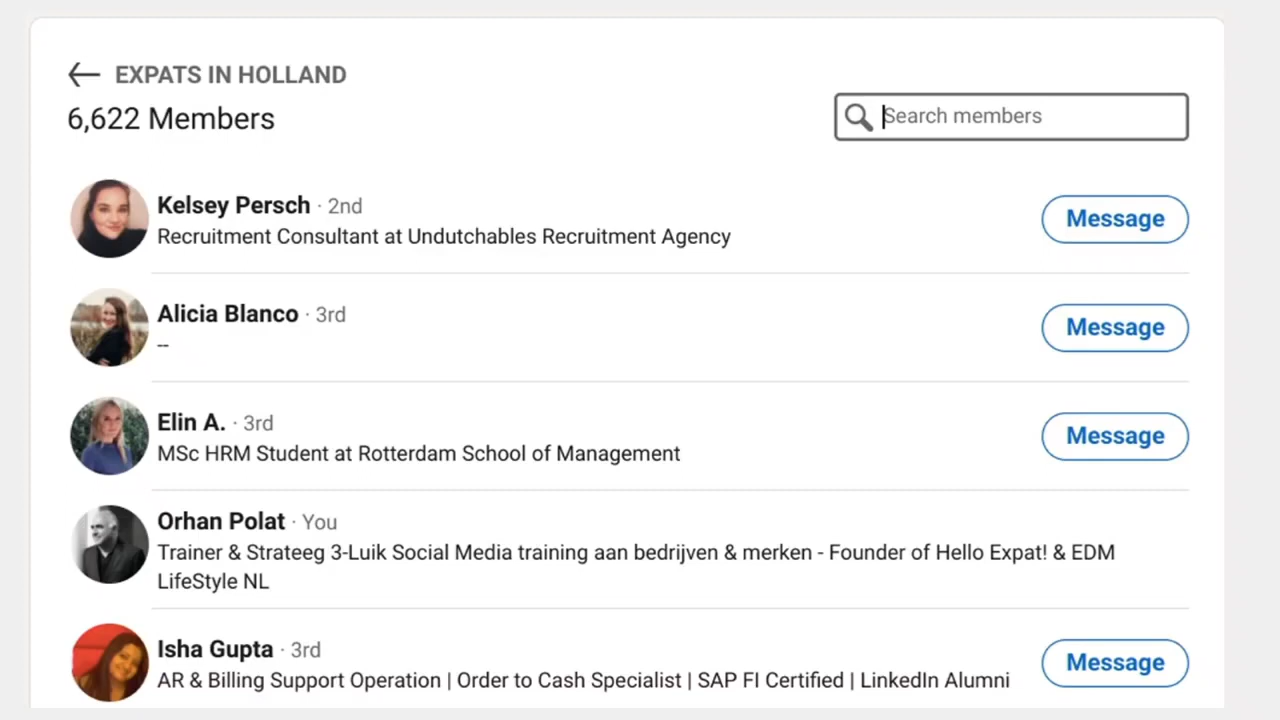 EXPATS IN HOLLAND
6,622 Members
Search members
Kelsey Persch · 2nd
Recruitment Consultant at Undutchables Recruitment Agency
Message
Alicia Blanco · 3rd
--
Message
Elin A. · 3rd
MSc HRM Student at Rotterdam School of Management
Message
Orhan Polat · You
Trainer & Strateeg 3-Luik Social Media training aan bedrijven & merken - Founder of Hello Expat! & EDM
LifeStyle NL
Isha Gupta · 3rd
AR & Billing Support Operation | Order to Cash Specialist | SAP FI Certified | LinkedIn Alumni
Message